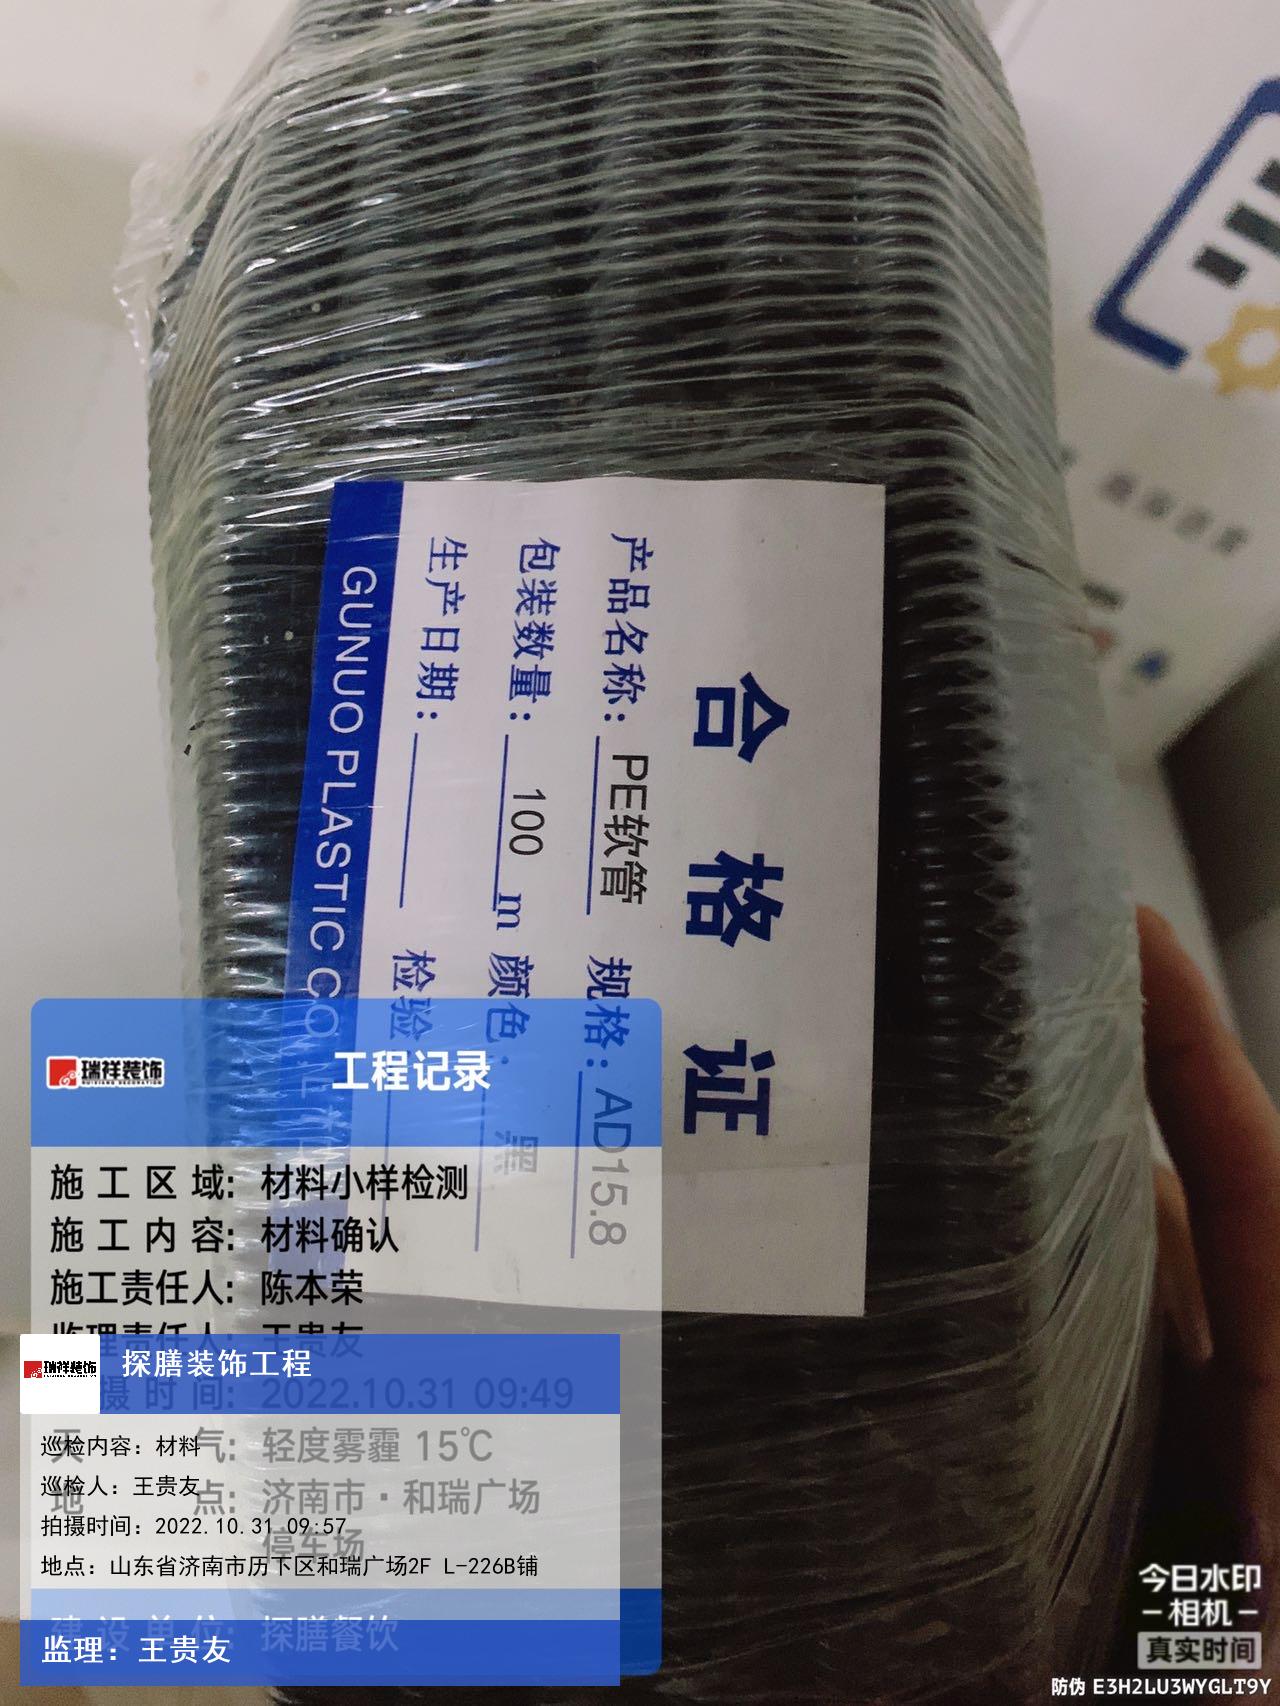 合格证
产品名称：PE软管 规格：AD15.8
包装数量：100m 颜色：黑
生产日期： 检验
GUNUO PLASTIC CO
瑞祥装饰
工程记录
施工区域：材料小样检测
施工内容：材料确认
施工责任人：陈本荣
监理责任人：王贵友
摄时间：2022.10.31 09:49
天气：轻度雾霾 15℃
地点：济南市·和瑞广场
停车场
建设单位：探膳餐饮
瑞祥装饰
探膳装饰工程
巡检内容：材料
巡检人：王贵友
拍摄时间：2022.10.31 09:57
地点：山东省济南市历下区和瑞广场2F L-226B铺
监理：王贵友
今日水印
-相机-
真实时间
防伪 E3H2LU3WYGLT9Y